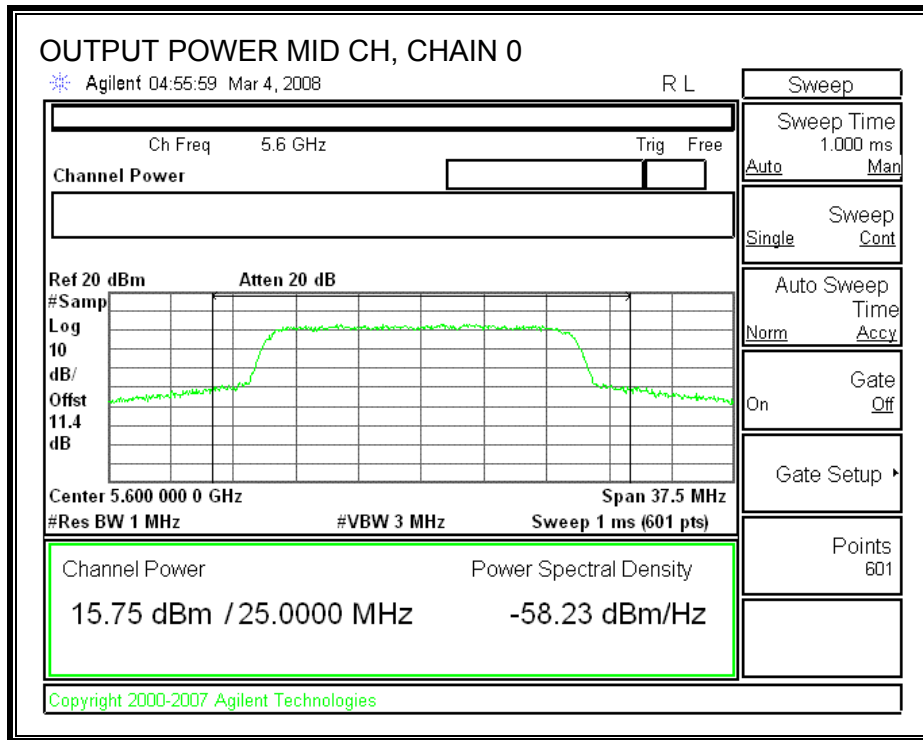 OUTPUT POWER MID CH, CHAIN 0
Agilent 04:55:59 Mar 4, 2008 R L
Ch Freq 5.6 GHz Trig Free
Channel Power
Ref 20 dBm Atten 20 dB
#Samp
Log
10
dB/
Offst
11.4
dB
Center 5.600 000 0 GHz Span 37.5 MHz
#Res BW 1 MHz #VBW 3 MHz Sweep 1 ms (601 pts)
Channel Power Power Spectral Density
15.75 dBm / 25.0000 MHz -58.23 dBm/Hz
Copyright 2000-2007 Agilent Technologies
Sweep
Sweep Time
1.000 ms
Auto Man
Sweep
Single Cont
Auto Sweep
Time
Norm Accy
Gate
On Off
Gate Setup
Points
601